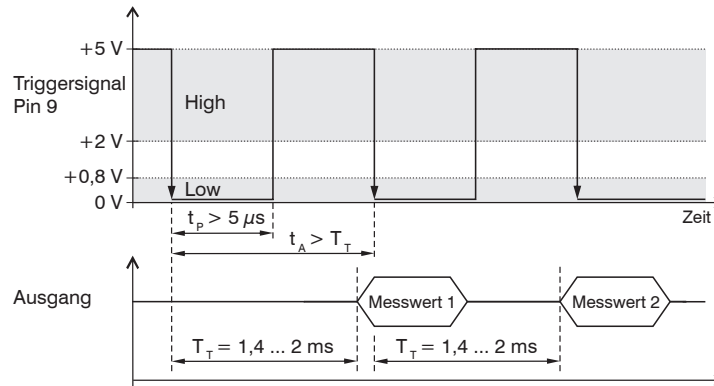 +5 V
Triggersignal
Pin 9
High
+2 V
+0,8 V
Low
0 V
Zeit
t_P > 5 µs
t_A > T_T
Ausgang
Messwert 1
Messwert 2
T_T = 1,4 ... 2 ms
T_T = 1,4 ... 2 ms